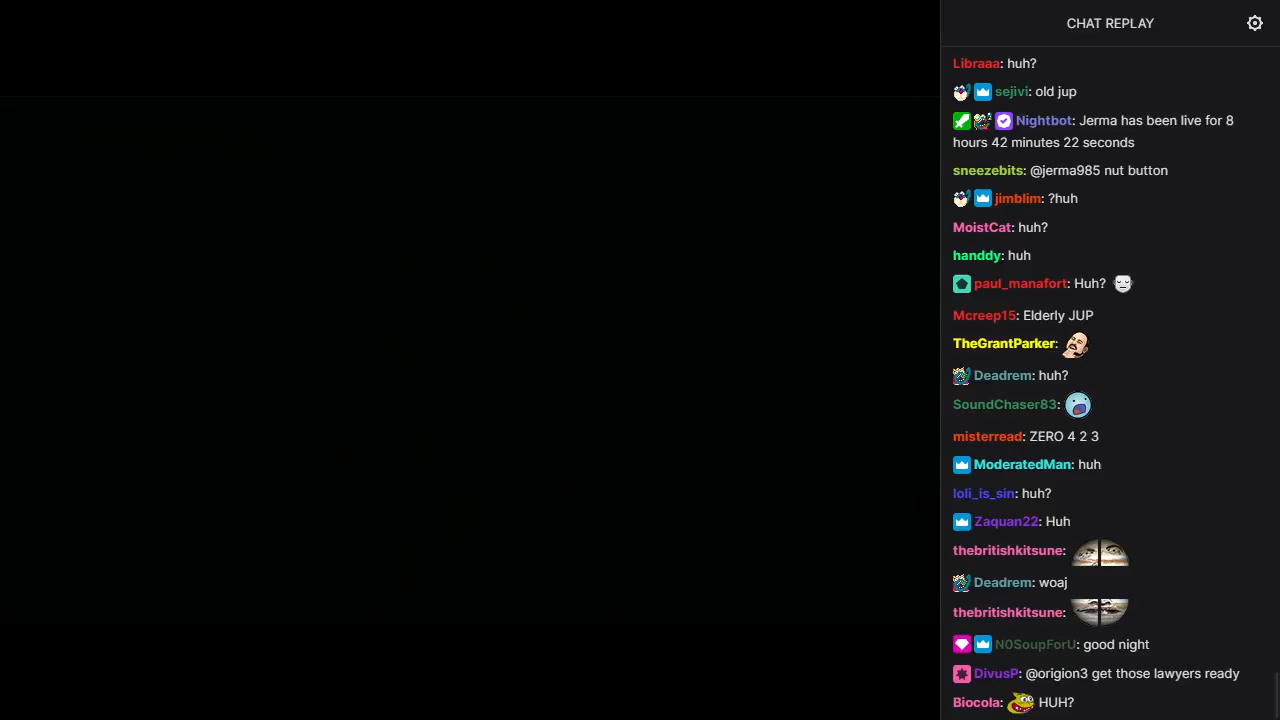 CHAT REPLAY
Libraaa: huh?
sejivi: old jup
Nightbot: Jerma has been live for 8
hours 42 minutes 22 seconds
sneezebits: @jerma985 nut button
jimblim: ?huh
MoistCat: huh?
handdy: huh
paul_manafort: Huh?
Mcreep15: Elderly JUP
TheGrantParker:
Deadrem: huh?
SoundChaser83:
misterread: ZERO 4 2 3
ModeratedMan: huh
loli_is_sin: huh?
Zaquan22: Huh
thebritishkitsune:
Deadrem: woaj
thebritishkitsune:
N0SoupForU: good night
DivusP: @origion3 get those lawyers ready
Biocola: HUH?